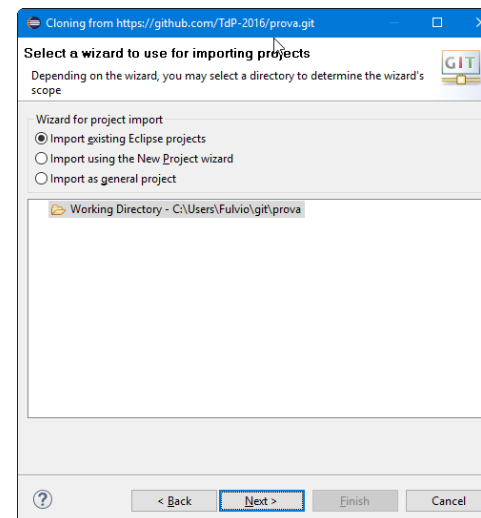 Cloning from https://github.com/TdP-2016/prova.git
Select a wizard to use for importing projects
Depending on the wizard, you may select a directory to determine the wizard's
scope
GIT
Wizard for project import
Import existing Eclipse projects
Import using the New Project wizard
Import as general project
Working Directory - C:\Users\Fulvio\git\prova
?
< Back
Next >
Finish
Cancel